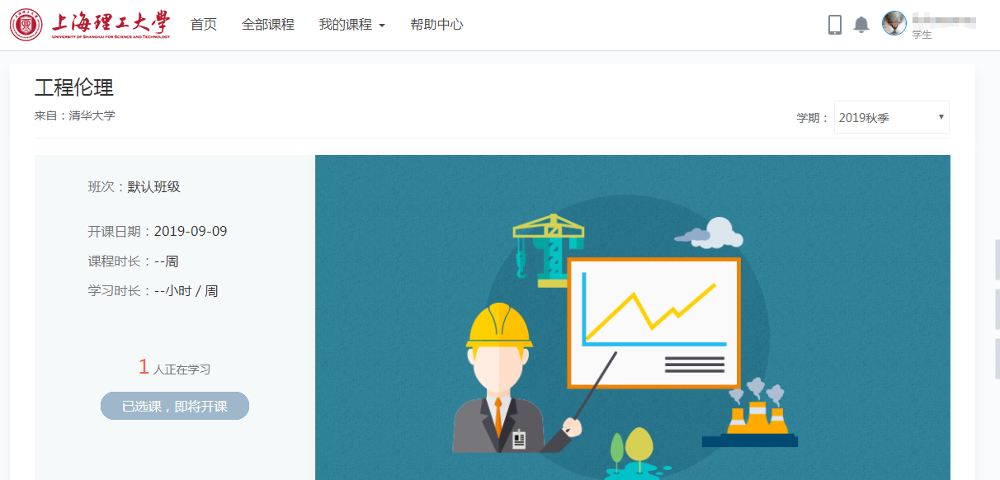 上海理工大学
UNIVERSITY OF SHANGHAI FOR SCIENCE AND TECHNOLOGY
首页 全部课程 我的课程 帮助中心
学生
工程伦理
来自：清华大学
学期： 2019秋季
班次：默认班级
开课日期：2019-09-09
课程时长：--周
学习时长：--小时 / 周
1 人正在学习
已选课，即将开课